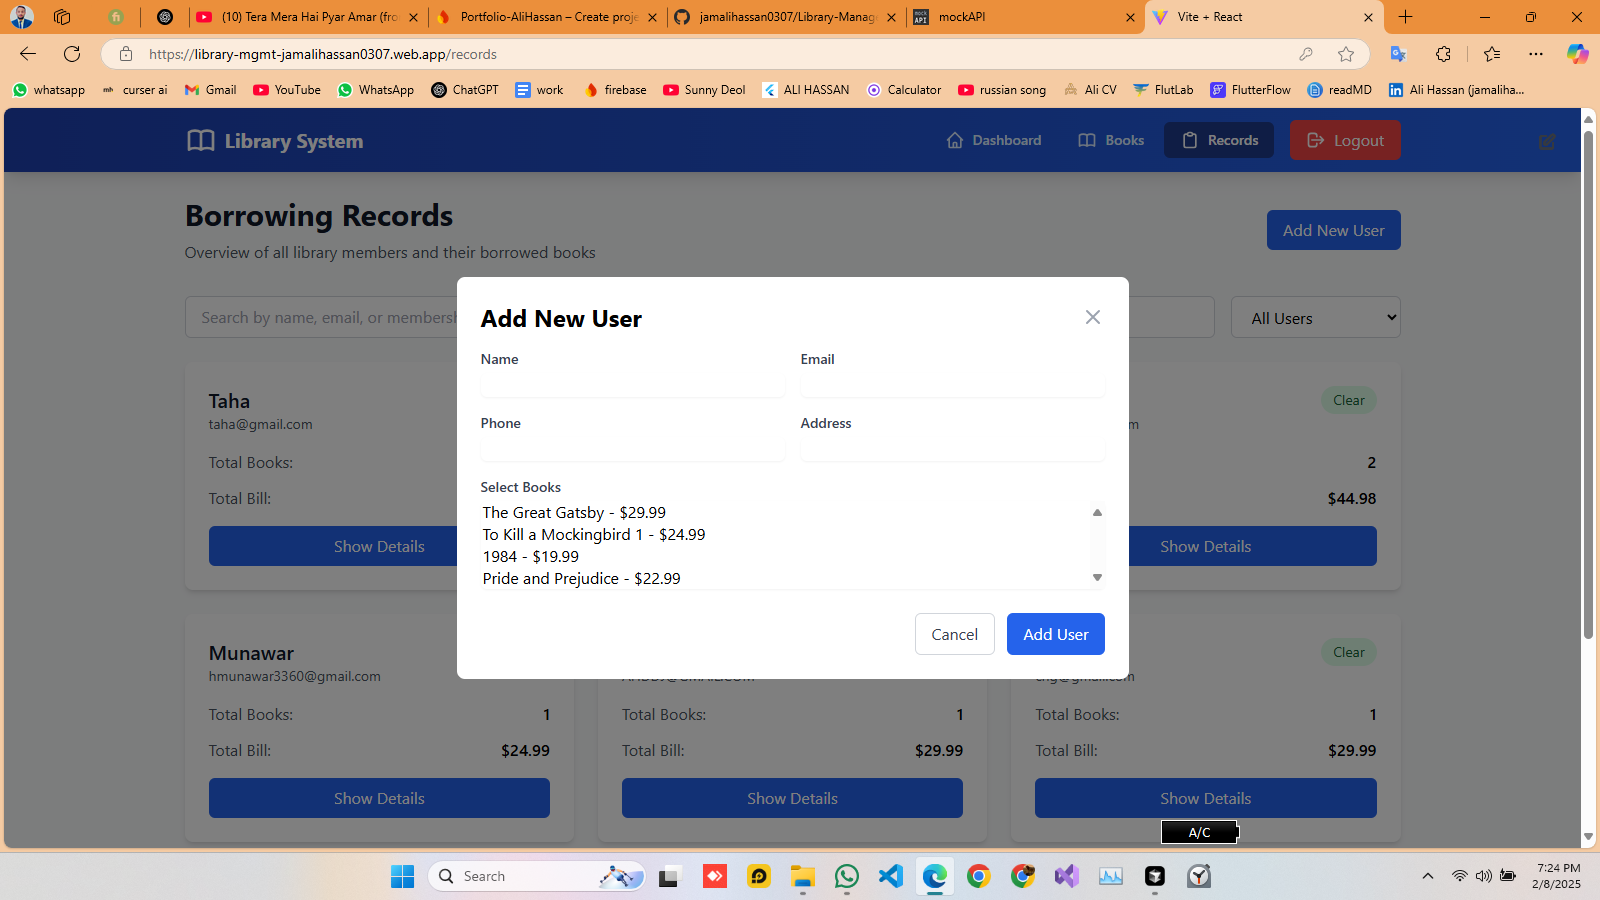 (10) Tera Mera Hai Pyar Amar (fro
Portfolio-AliHassan – Create proje
jamalihassan0307/Library-Manag
mockAPI
Vite + React
https://library-mgmt-jamalihassan0307.web.app/records
whatsapp
curser ai
Gmail
YouTube
WhatsApp
ChatGPT
work
firebase
Sunny Deol
ALI HASSAN
Calculator
russian song
Ali CV
FlutLab
FlutterFlow
readMD
Ali Hassan (jamaliha...
Library System
Dashboard
Books
Records
Logout
Borrowing Records
Overview of all library members and their borrowed books
Add New User
Search by name, email, or membersh
All Users
Taha
taha@gmail.com
Total Books:
Total Bill:
Show Details
Clear
m
2
$44.98
Show Details
Add New User
Name
Email
Phone
Address
Select Books
The Great Gatsby - $29.99
To Kill a Mockingbird 1 - $24.99
1984 - $19.99
Pride and Prejudice - $22.99
Cancel
Add User
Munawar
hmunawar3360@gmail.com
Total Books: 1
Total Bill: $24.99
Show Details
Total Books: 1
Total Bill: $29.99
Show Details
Clear
Total Books: 1
Total Bill: $29.99
Show Details
A/C
Search
7:24 PM
2/8/2025